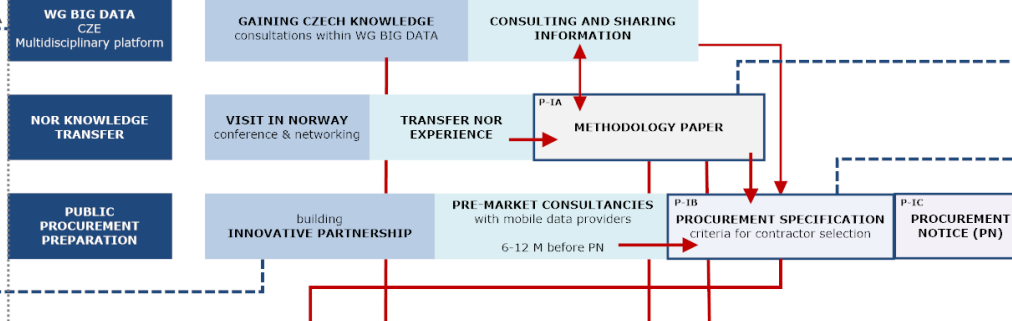 WG BIG DATA
CZE
Multidisciplinary platform
GAINING CZECH KNOWLEDGE
consultations within WG BIG DATA
CONSULTING AND SHARING
INFORMATION
NOR KNOWLEDGE
TRANSFER
VISIT IN NORWAY
conference & networking
TRANSFER NOR
EXPERIENCE
P-IA
METHODOLOGY PAPER
PUBLIC
PROCUREMENT
PREPARATION
building
INNOVATIVE PARTNERSHIP
PRE-MARKET CONSULTANCIES
with mobile data providers
6-12 M before PN
P-IB
PROCUREMENT SPECIFICATION
criteria for contractor selection
P-IC
PROCUREMENT
NOTICE (PN)